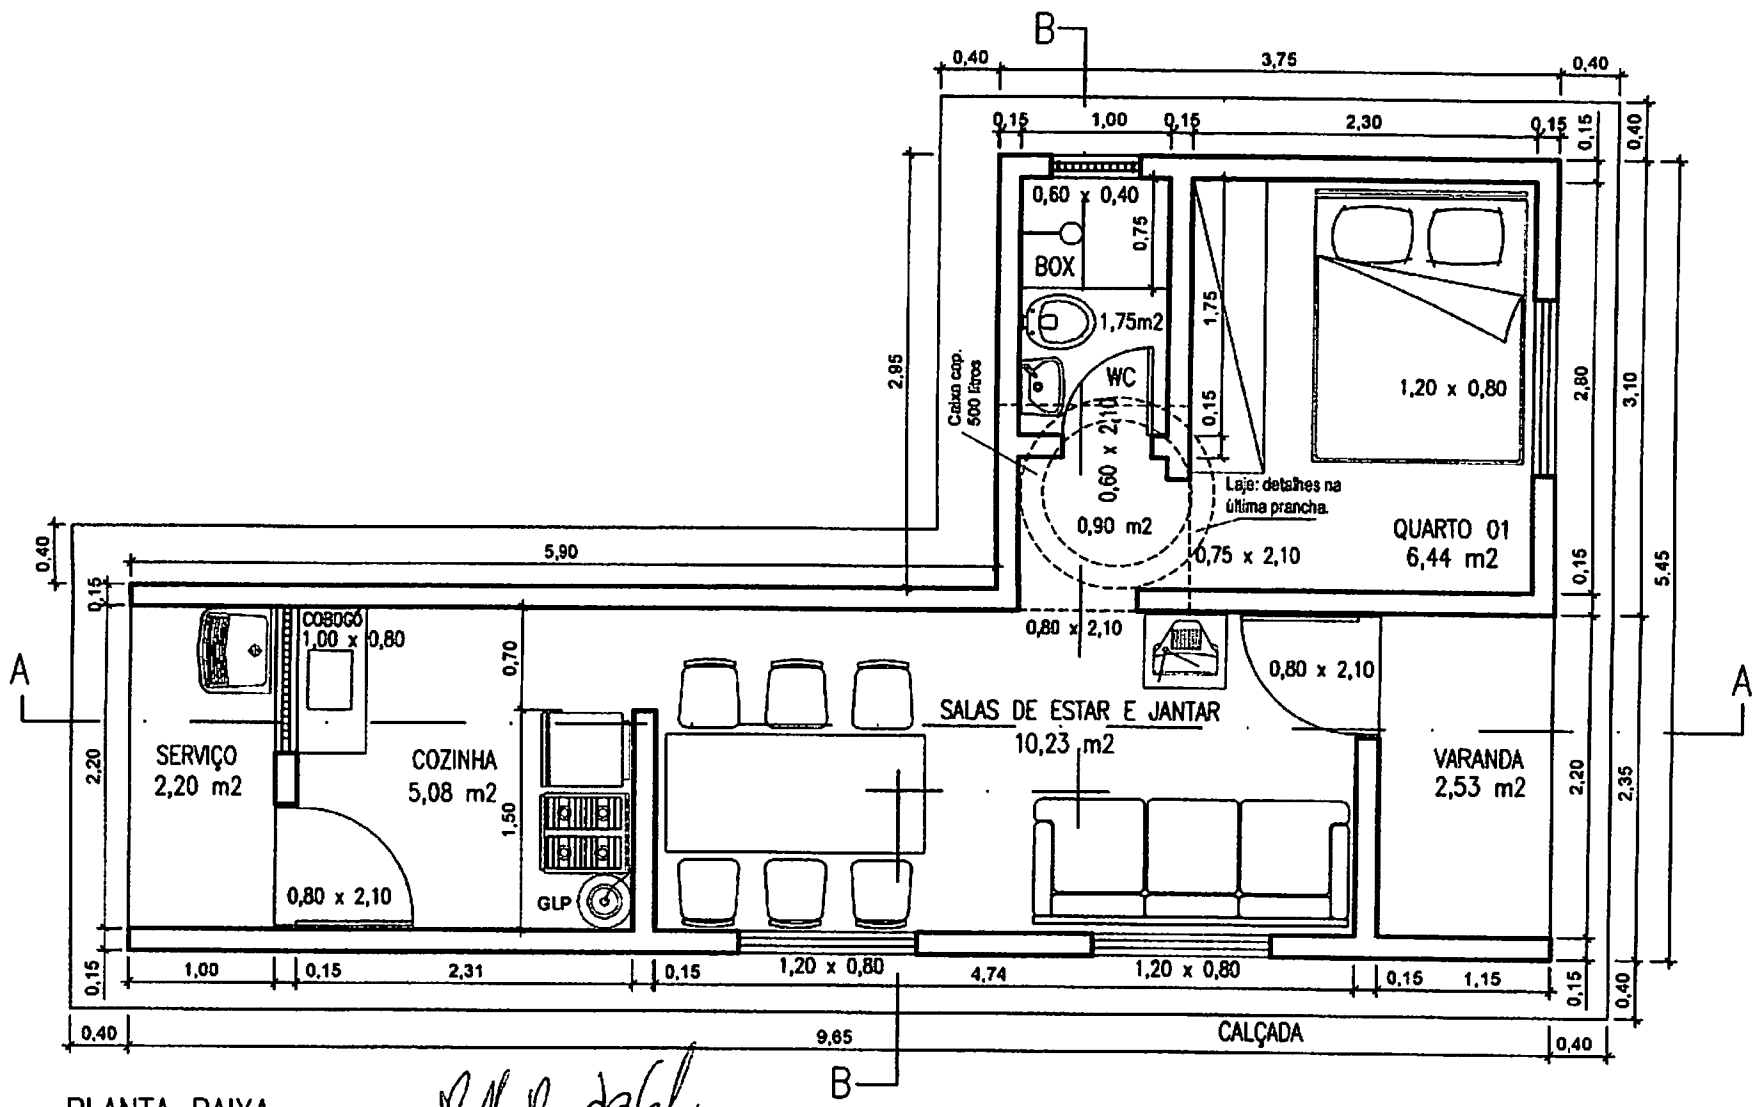 B
0,40
3,75
0,40
0,15
1,00
0,15
2,30
0,15
0,15
0,40
0,60 x 0,40
0,75
BOX
1,75m2
1,75
2,95
Caixa cap.
500 litros
WC
0,15
0,60 x 2,10
1,20 x 0,80
2,80
3,10
Laje: detalhes na
última prancha.
0,90 m2
QUARTO 01
6,44 m2
0,75 x 2,10
0,40
5,90
0,15
0,15
5,45
COBOGÓ
1,00 x 0,80
0,70
0,80 x 2,10
0,80 x 2,10
A
A
SALAS DE ESTAR E JANTAR
10,23 m2
SERVIÇO
2,20 m2
COZINHA
5,08 m2
VARANDA
2,53 m2
2,20
1,50
2,20
2,35
0,80 x 2,10
GLP
0,15
1,00
0,15
2,31
0,15
1,20 x 0,80
4,74
1,20 x 0,80
0,15
1,15
0,15
0,40
0,40
9,65
CALÇADA
0,40
B
PLANTA BAIXA